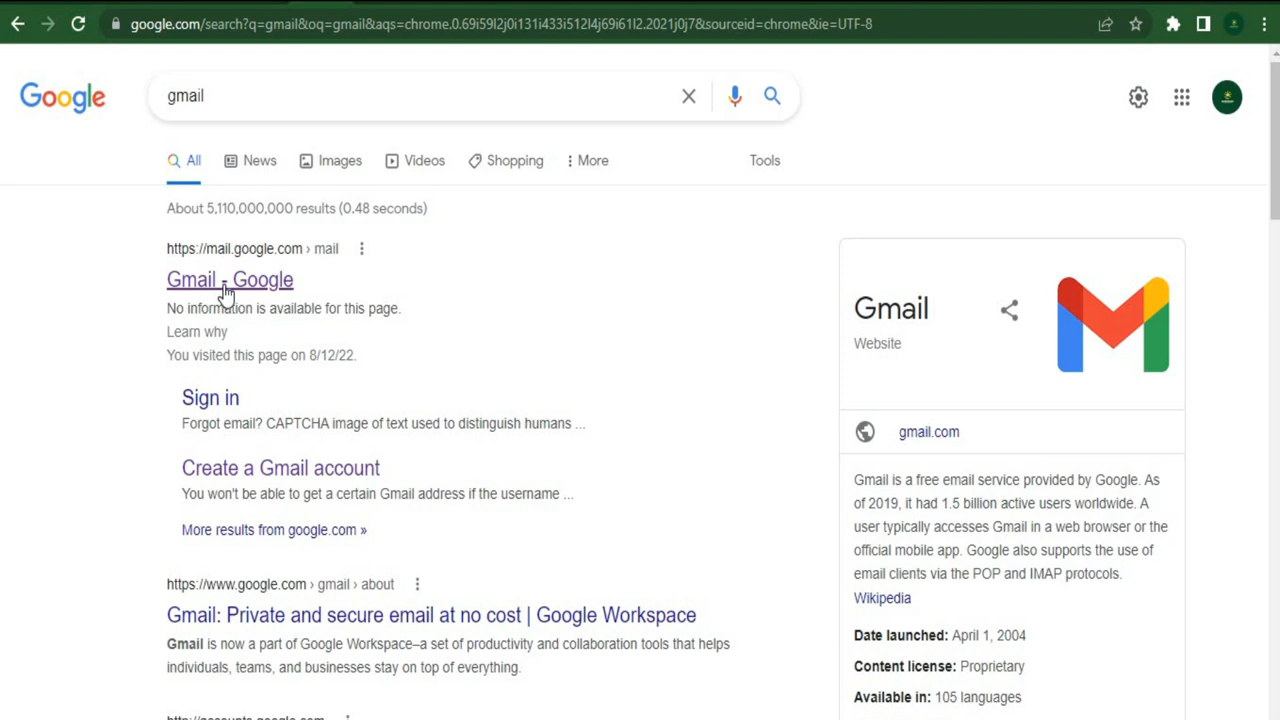 google.com/search?q=gmail&oq=gmail&aqs=chrome.0.69i59l2j0i131i433i512l4j69i61l2.2021j0j7&sourceid=chrome&ie=UTF-8
Google
gmail
All
News
Images
Videos
Shopping
More
Tools
About 5,110,000,000 results (0.48 seconds)
https://mail.google.com › mail
Gmail - Google
No information is available for this page.
Learn why
You visited this page on 8/12/22.
Sign in
Forgot email? CAPTCHA image of text used to distinguish humans ...
Create a Gmail account
You won't be able to get a certain Gmail address if the username ...
More results from google.com »
https://www.google.com › gmail › about
Gmail: Private and secure email at no cost | Google Workspace
Gmail is now a part of Google Workspace–a set of productivity and collaboration tools that helps
individuals, teams, and businesses stay on top of everything.
Gmail
Website
gmail.com
Gmail is a free email service provided by Google. As
of 2019, it had 1.5 billion active users worldwide. A
user typically accesses Gmail in a web browser or the
official mobile app. Google also supports the use of
email clients via the POP and IMAP protocols.
Wikipedia
Date launched: April 1, 2004
Content license: Proprietary
Available in: 105 languages